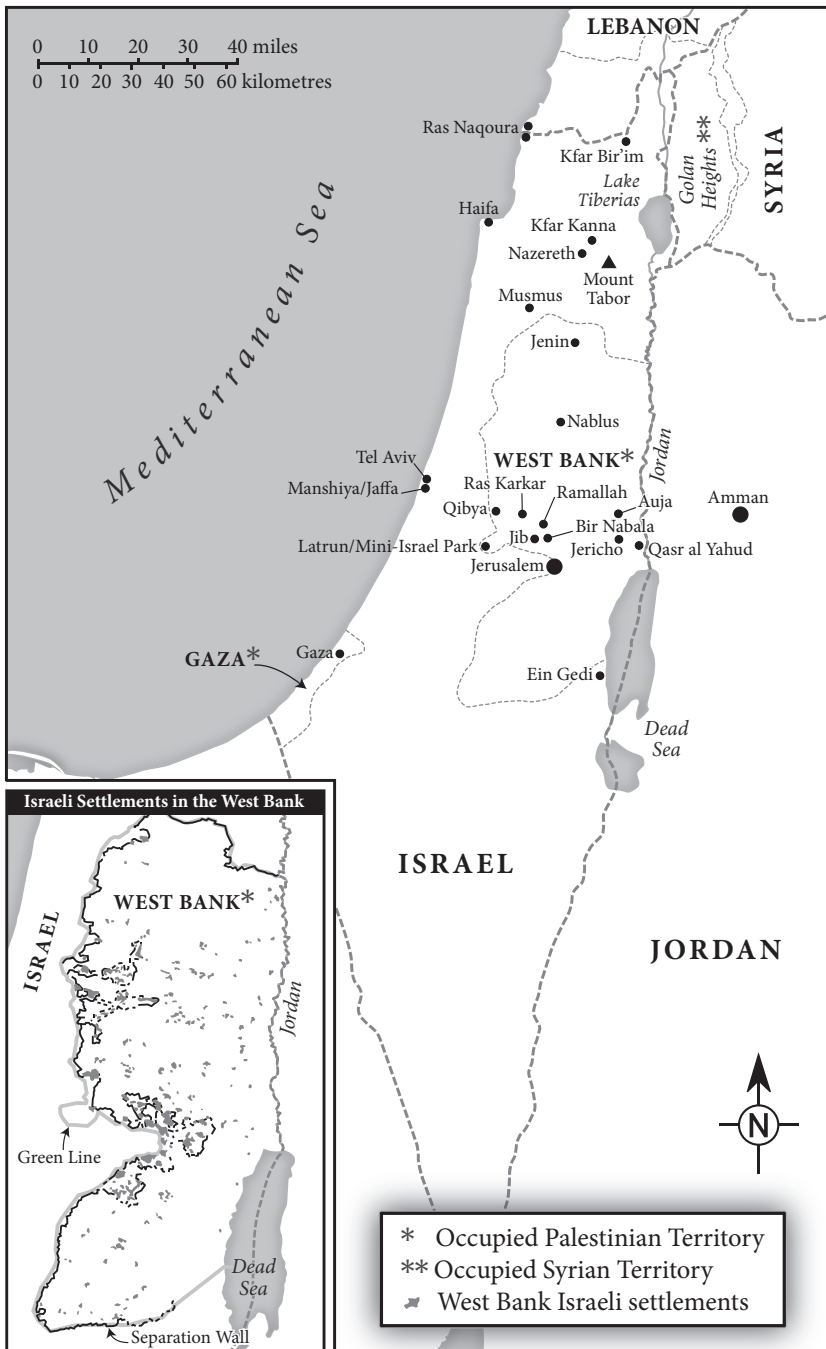 LEBANON
0 10 20 30 40 miles
0 10 20 30 40 50 60 kilometres
Ras Naqoura
Kfar Bir'im
Golan
Heights**
SYRIA
Lake
Tiberias
Haifa
Kfar Kanna
Nazereth
Mount
Tabor
Musmus
Jenin
Mediterranean Sea
Nablus
Jordan
Tel Aviv
WEST BANK*
Manshiya/Jaffa
Ras Karkar
Ramallah
Auja
Amman
Qibya
Bir Nabala
Jib
Latrun/Mini-Israel Park
Jericho
Qasr al Yahud
Jerusalem
GAZA*
Gaza
Ein Gedi
Dead
Sea
ISRAEL
JORDAN
N
Israeli Settlements in the West Bank
WEST BANK*
ISRAEL
Jordan
Green Line
Dead
Sea
Separation Wall
* Occupied Palestinian Territory
** Occupied Syrian Territory
West Bank Israeli settlements